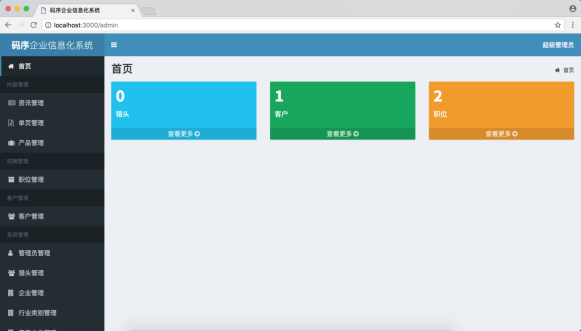 码序企业信息化系统
localhost:3000/admin
码序企业信息化系统
超级管理员
首页
内容管理
资讯管理
单页管理
产品管理
招聘管理
职位管理
客户管理
客户管理
系统管理
管理员管理
猎头管理
企业管理
行业类别管理
首页
首页
0
猎头
查看更多
1
客户
查看更多
2
职位
查看更多